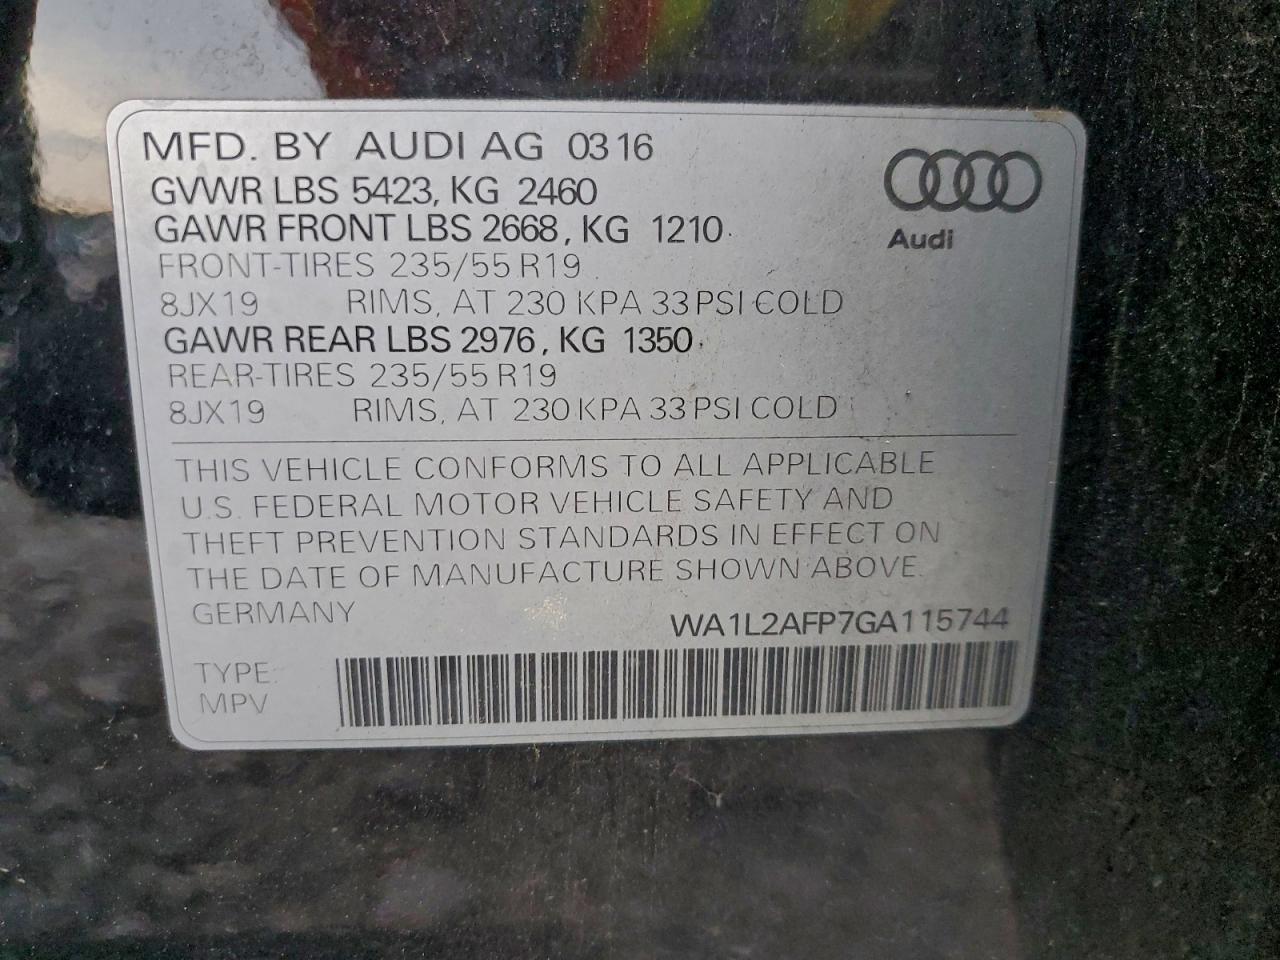 MFD. BY AUDI AG 03 16
GVWR LBS 5423, KG 2460
GAWR FRONT LBS 2668, KG 1210
FRONT-TIRES 235/55 R19
8JX19 RIMS, AT 230 KPA 33 PSI COLD
GAWR REAR LBS 2976, KG 1350
REAR-TIRES 235/55 R19
8JX19 RIMS, AT 230 KPA 33 PSI COLD
Audi
THIS VEHICLE CONFORMS TO ALL APPLICABLE
U.S. FEDERAL MOTOR VEHICLE SAFETY AND
THEFT PREVENTION STANDARDS IN EFFECT ON
THE DATE OF MANUFACTURE SHOWN ABOVE.
GERMANY
WA1L2AFP7GA115744
TYPE:
MPV